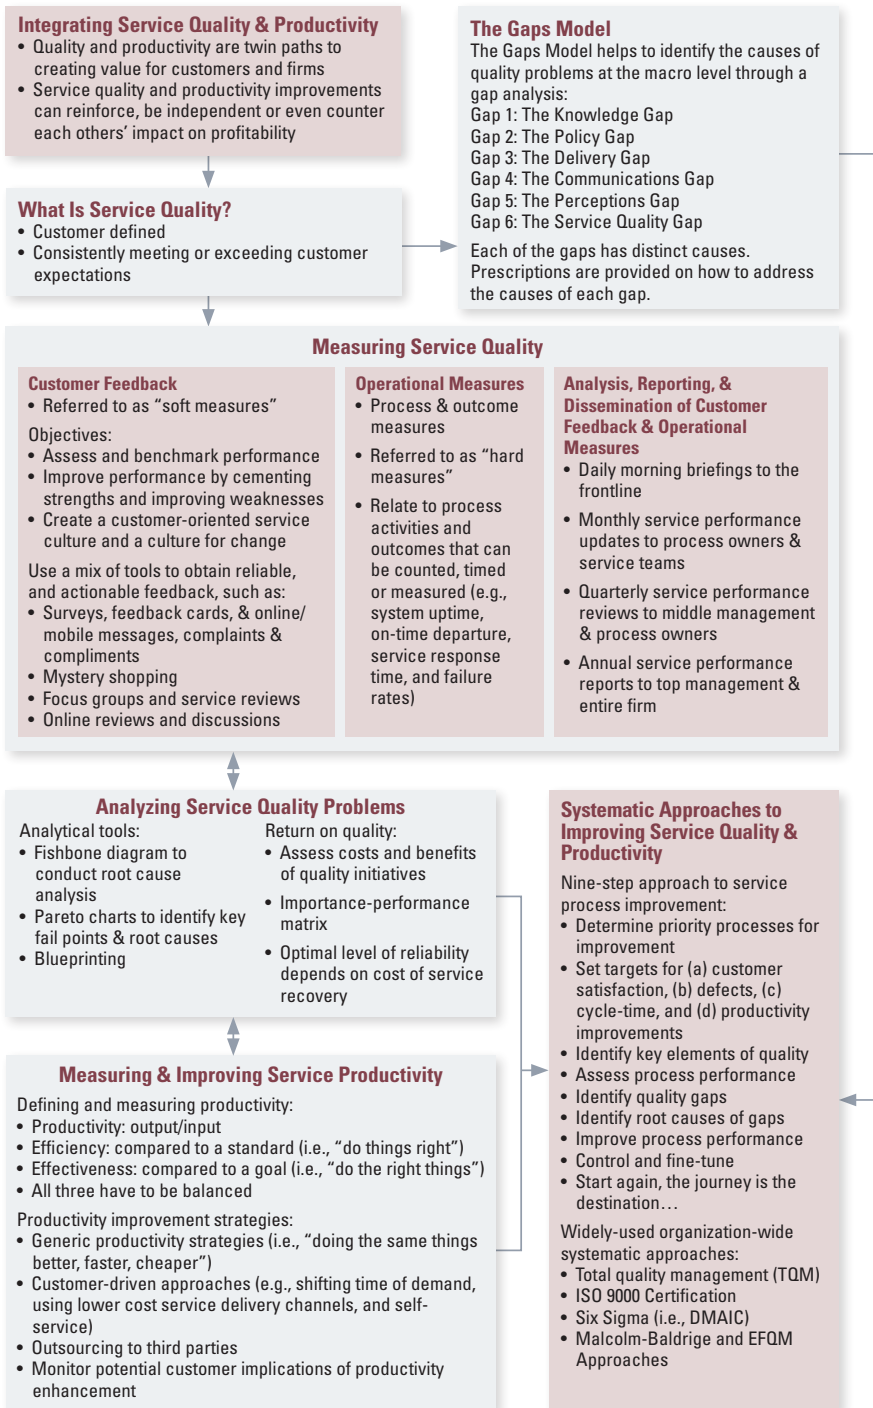 Integrating Service Quality & Productivity
• Quality and productivity are twin paths to
creating value for customers and firms
• Service quality and productivity improvements
can reinforce, be independent or even counter
each others’ impact on profitability
What Is Service Quality?
• Customer defined
• Consistently meeting or exceeding customer
expectations
The Gaps Model
The Gaps Model helps to identify the causes of
quality problems at the macro level through a
gap analysis:
Gap 1: The Knowledge Gap
Gap 2: The Policy Gap
Gap 3: The Delivery Gap
Gap 4: The Communications Gap
Gap 5: The Perceptions Gap
Gap 6: The Service Quality Gap
Each of the gaps has distinct causes.
Prescriptions are provided on how to address
the causes of each gap.
Measuring Service Quality
Customer Feedback
• Referred to as “soft measures”
Objectives:
• Assess and benchmark performance
• Improve performance by cementing
strengths and improving weaknesses
• Create a customer-oriented service
culture and a culture for change
Use a mix of tools to obtain reliable,
and actionable feedback, such as:
• Surveys, feedback cards, & online/
mobile messages, complaints &
compliments
• Mystery shopping
• Focus groups and service reviews
• Online reviews and discussions
Operational Measures
• Process & outcome
measures
• Referred to as “hard
measures”
• Relate to process
activities and
outcomes that can
be counted, timed
or measured (e.g.,
system uptime,
on-time departure,
service response
time, and failure
rates)
Analysis, Reporting, &
Dissemination of Customer
Feedback & Operational
Measures
• Daily morning briefings to the
frontline
• Monthly service performance
updates to process owners &
service teams
• Quarterly service performance
reviews to middle management
& process owners
• Annual service performance
reports to top management &
entire firm
Analyzing Service Quality Problems
Analytical tools:
• Fishbone diagram to
conduct root cause
analysis
• Pareto charts to identify key
fail points & root causes
• Blueprinting
Return on quality:
• Assess costs and benefits
of quality initiatives
• Importance-performance
matrix
• Optimal level of reliability
depends on cost of service
recovery
Measuring & Improving Service Productivity
Defining and measuring productivity:
• Productivity: output/input
• Efficiency: compared to a standard (i.e., “do things right”)
• Effectiveness: compared to a goal (i.e., “do the right things”)
• All three have to be balanced
Productivity improvement strategies:
• Generic productivity strategies (i.e., “doing the same things
better, faster, cheaper”)
• Customer-driven approaches (e.g., shifting time of demand,
using lower cost service delivery channels, and self-
service)
• Outsourcing to third parties
• Monitor potential customer implications of productivity
enhancement
Systematic Approaches to
Improving Service Quality &
Productivity
Nine-step approach to service
process improvement:
• Determine priority processes for
improvement
• Set targets for (a) customer
satisfaction, (b) defects, (c)
cycle-time, and (d) productivity
improvements
• Identify key elements of quality
• Assess process performance
• Identify quality gaps
• Identify root causes of gaps
• Improve process performance
• Control and fine-tune
• Start again, the journey is the
destination…
Widely-used organization-wide
systematic approaches:
• Total quality management (TQM)
• ISO 9000 Certification
• Six Sigma (i.e., DMAIC)
• Malcolm-Baldrige and EFQM
Approaches